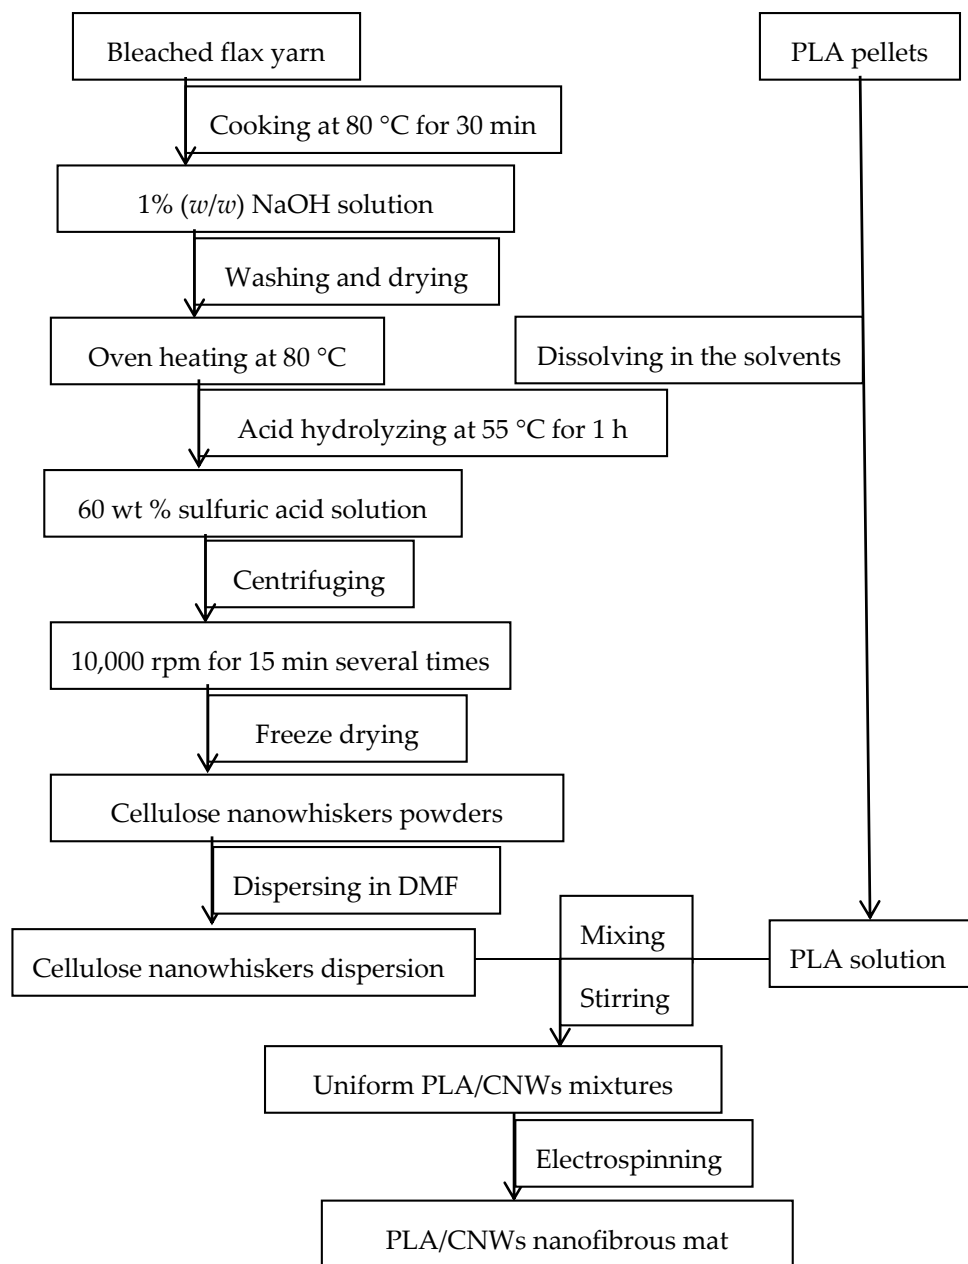 Bleached flax yarn
PLA pellets
Cooking at 80 °C for 30 min
1% (w/w) NaOH solution
Washing and drying
Oven heating at 80 °C
Dissolving in the solvents
Acid hydrolyzing at 55 °C for 1 h
60 wt % sulfuric acid solution
Centrifuging
10,000 rpm for 15 min several times
Freeze drying
Cellulose nanowhiskers powders
Dispersing in DMF
Mixing
Cellulose nanowhiskers dispersion
PLA solution
Stirring
Uniform PLA/CNWs mixtures
Electrospinning
PLA/CNWs nanofibrous mat